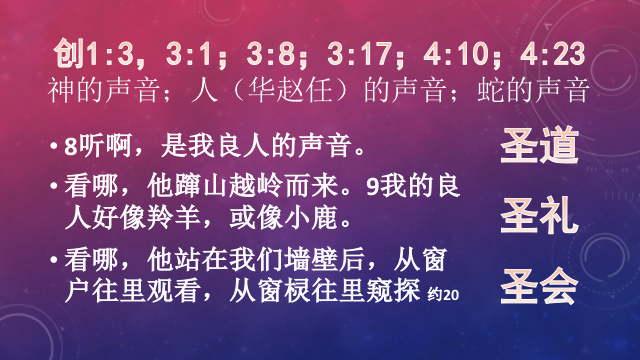 创1:3，3:1；3:8；3:17；4:10；4:23
神的声音；人（华赵任）的声音；蛇的声音
• 8听啊，是我良人的声音。
• 看哪，他蹿山越岭而来。9我的良
人好像羚羊，或像小鹿。
• 看哪，他站在我们墙壁后，从窗
户往里观看，从窗棂往里窥探 约20
圣道
圣礼
圣会